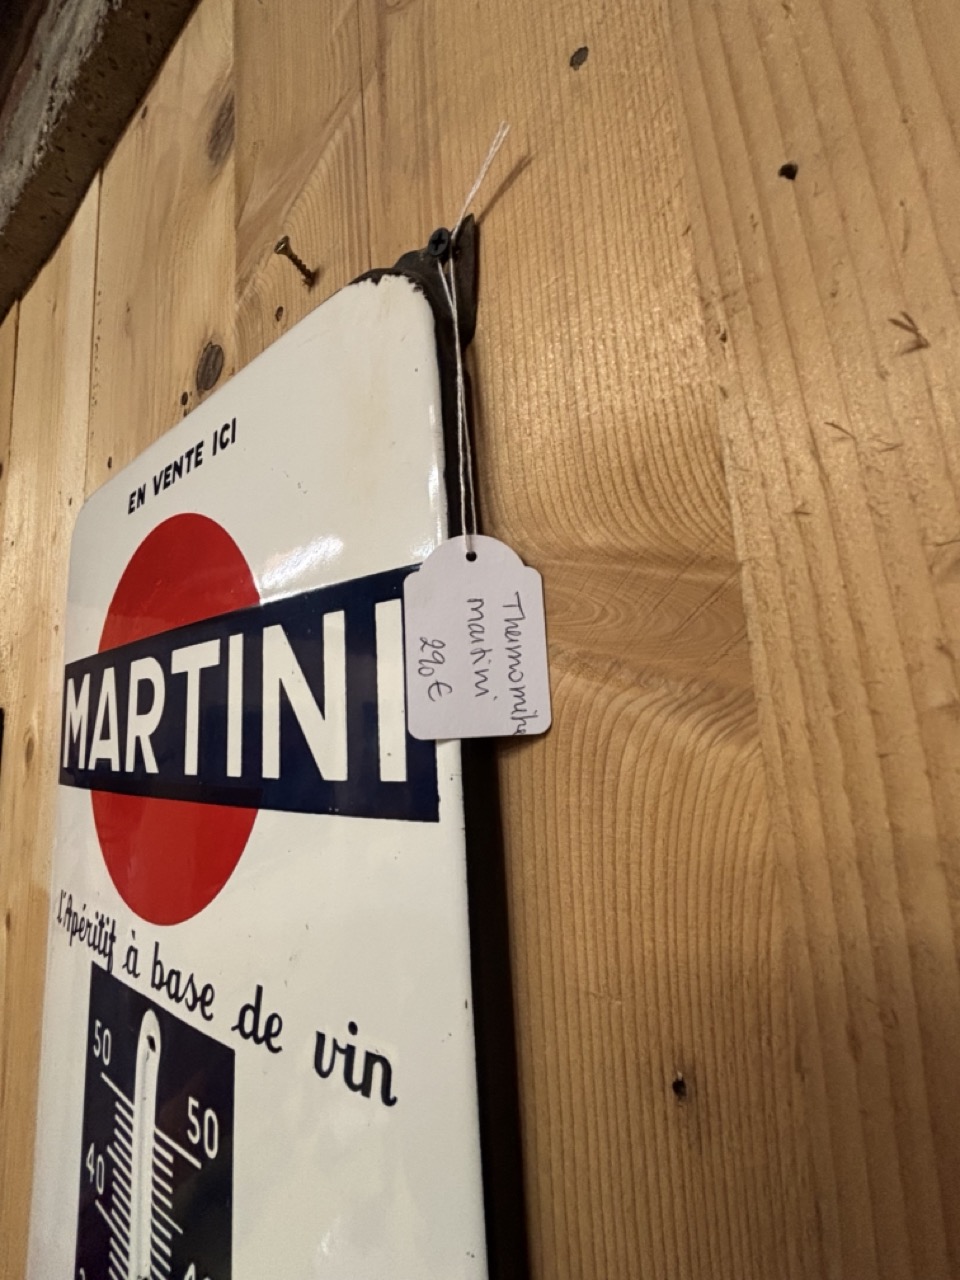 EN VENTE ICI
MARTINI
l'Apéritif à base de vin
50
50
40
Thermomètre
martini
290€